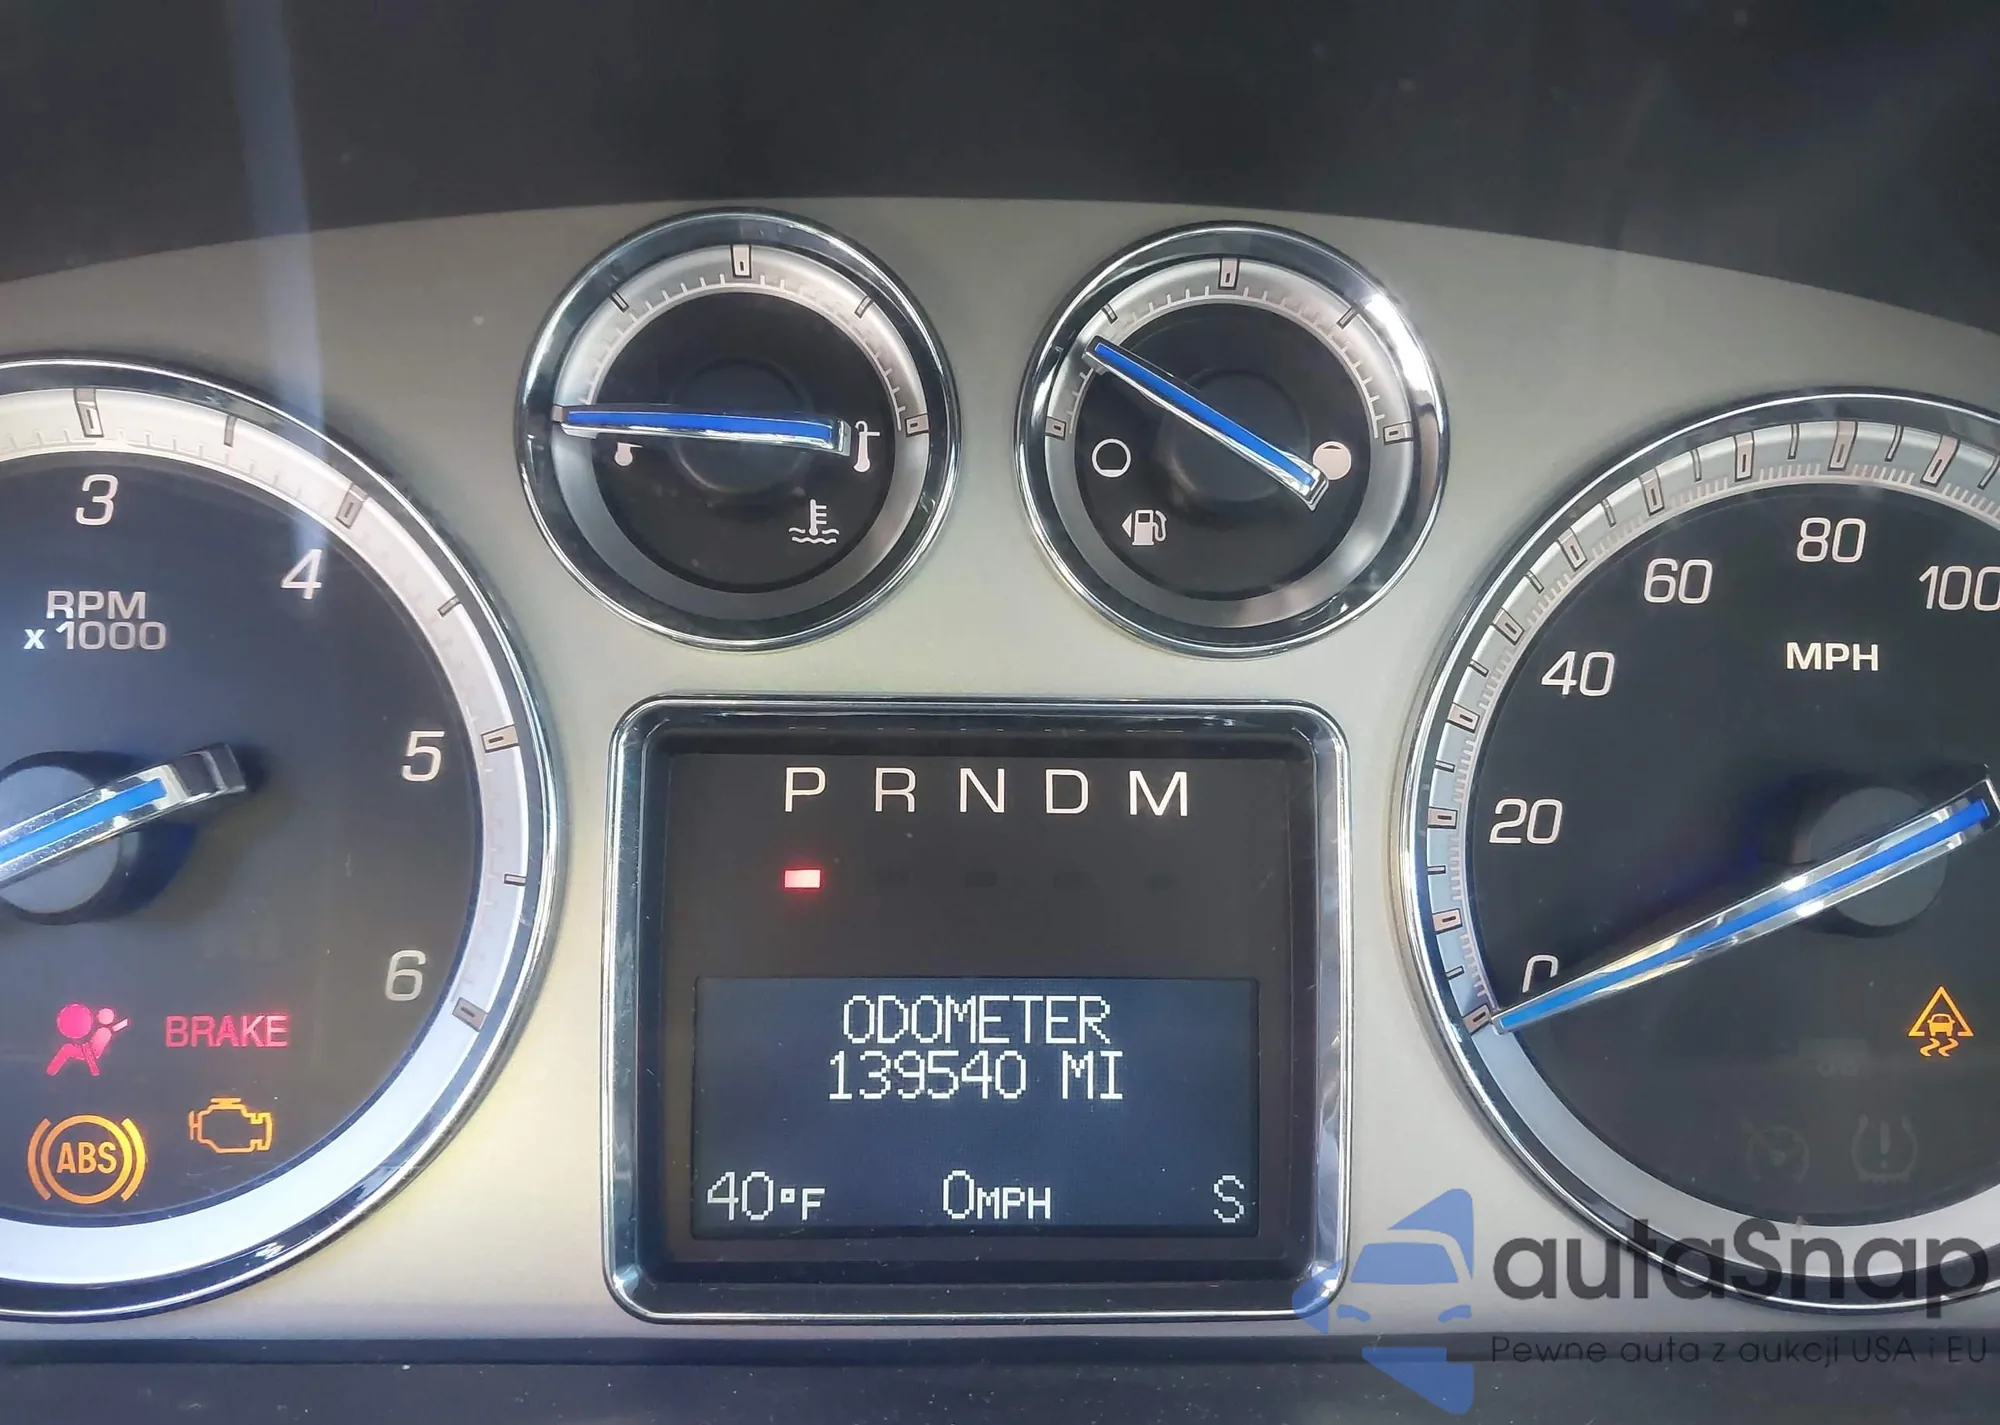 3
4
5
6
RPM
x 1000
BRAKE
ABS
P R N D M
ODOMETER
139540 MI
40°F 0MPH S
0
20
40
60
80
100
MPH
autaSnap
Pewne auta z aukcji USA i EU